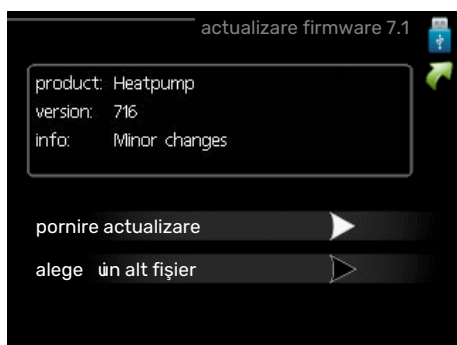 actualizare firmware 7.1
product: Heatpump
version: 716
info: Minor changes
pornire actualizare
alege un alt fişier